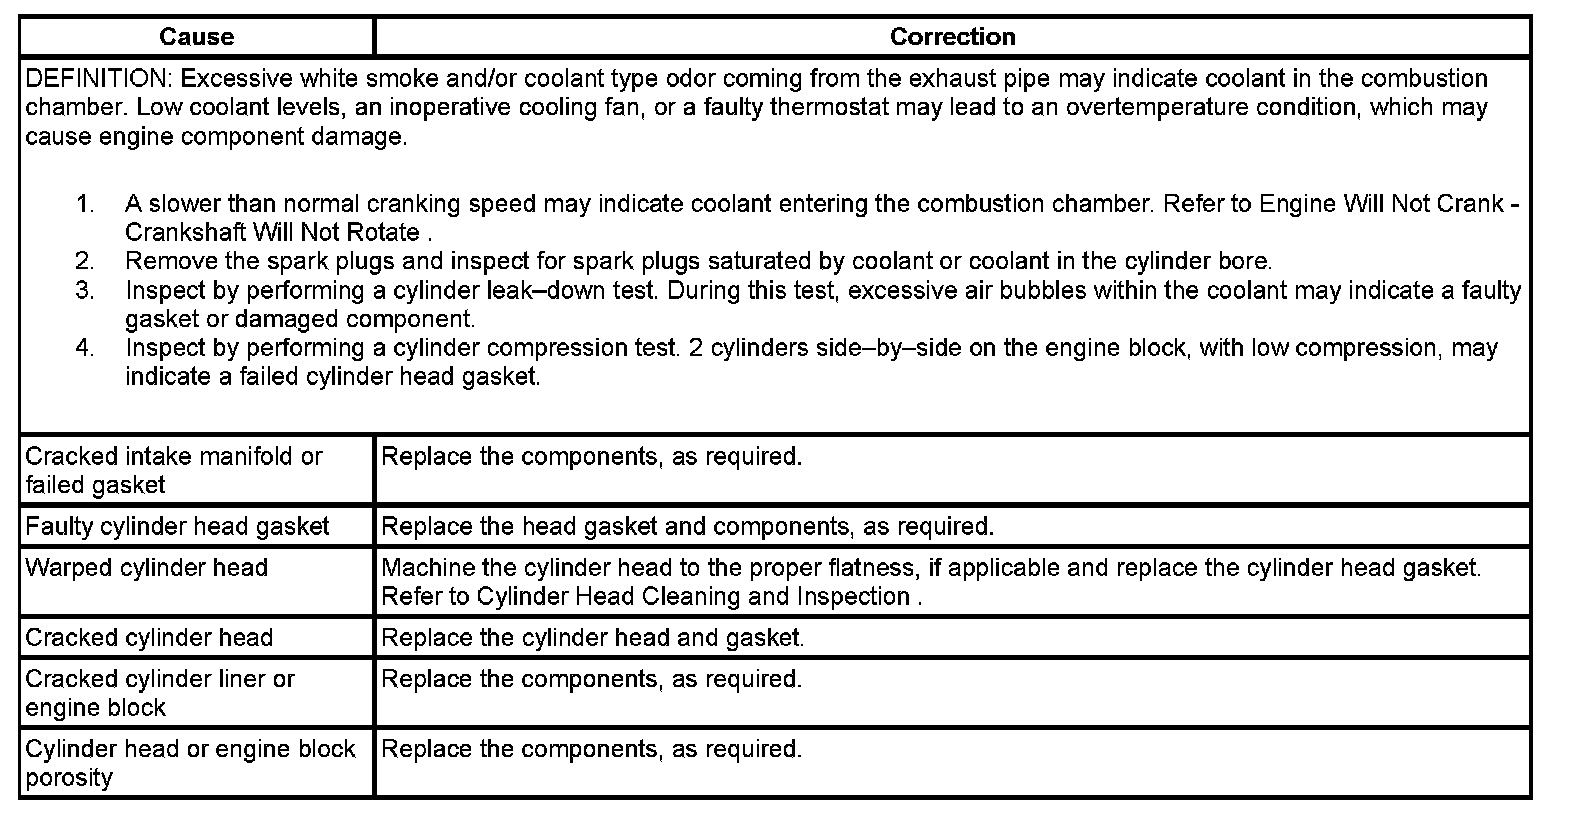 Cause Correction
DEFINITION: Excessive white smoke and/or coolant type odor coming from the exhaust pipe may indicate coolant in the combustion
chamber. Low coolant levels, an inoperative cooling fan, or a faulty thermostat may lead to an overtemperature condition, which may
cause engine component damage.
1. A slower than normal cranking speed may indicate coolant entering the combustion chamber. Refer to Engine Will Not Crank -
Crankshaft Will Not Rotate .
2. Remove the spark plugs and inspect for spark plugs saturated by coolant or coolant in the cylinder bore.
3. Inspect by performing a cylinder leak–down test. During this test, excessive air bubbles within the coolant may indicate a faulty
gasket or damaged component.
4. Inspect by performing a cylinder compression test. 2 cylinders side–by–side on the engine block, with low compression, may
indicate a failed cylinder head gasket.
Cracked intake manifold or
failed gasket
Replace the components, as required.
Faulty cylinder head gasket
Replace the head gasket and components, as required.
Warped cylinder head
Machine the cylinder head to the proper flatness, if applicable and replace the cylinder head gasket.
Refer to Cylinder Head Cleaning and Inspection .
Cracked cylinder head
Replace the cylinder head and gasket.
Cracked cylinder liner or
engine block
Replace the components, as required.
Cylinder head or engine block
porosity
Replace the components, as required.